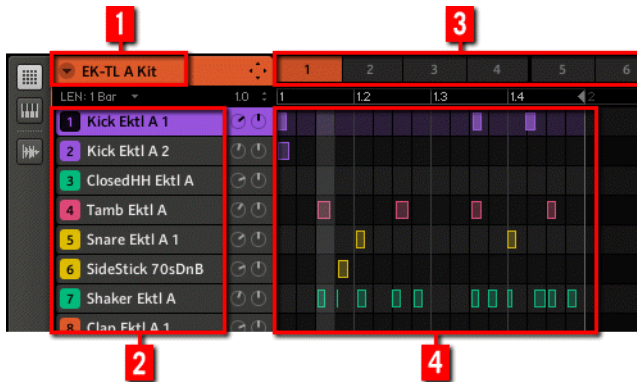 1
3
EK-TL A Kit
1 2 3 4 5 6
LEN: 1 Bar 1.0 1 1.2 1.3 1.4 2
1 Kick Ektl A 1
2 Kick Ektl A 2
3 ClosedHH Ektl A
4 Tamb Ektl A
5 Snare Ektl A 1
6 SideStick 70sDnB
7 Shaker Ektl A
8 Clap Ektl A 1
2
4